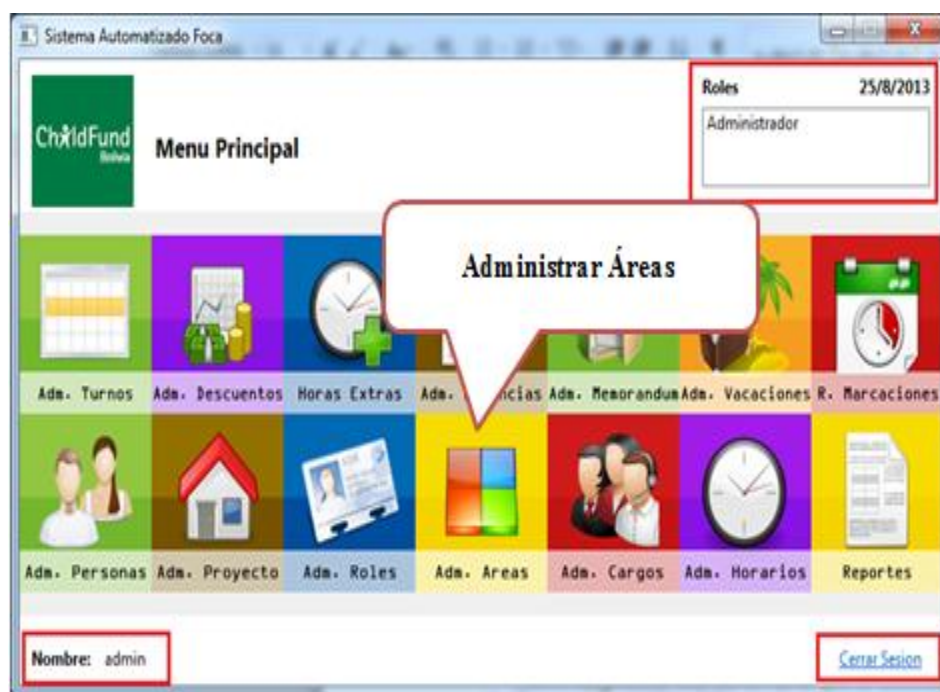 Sistema Automatizado Foca
ChildFund
Bolivia
Menu Principal
Roles 25/8/2013
Administrador
Administrar Áreas
Adm. Turnos Adm. Descuentos Horas Extras Adm. Adm. Memorandum Adm. Vacaciones R. Marcaciones
Adm. Personas Adm. Proyecto Adm. Roles Adm. Areas Adm. Cargos Adm. Horarios Reportes
Nombre: admin
Cerrar Sesion